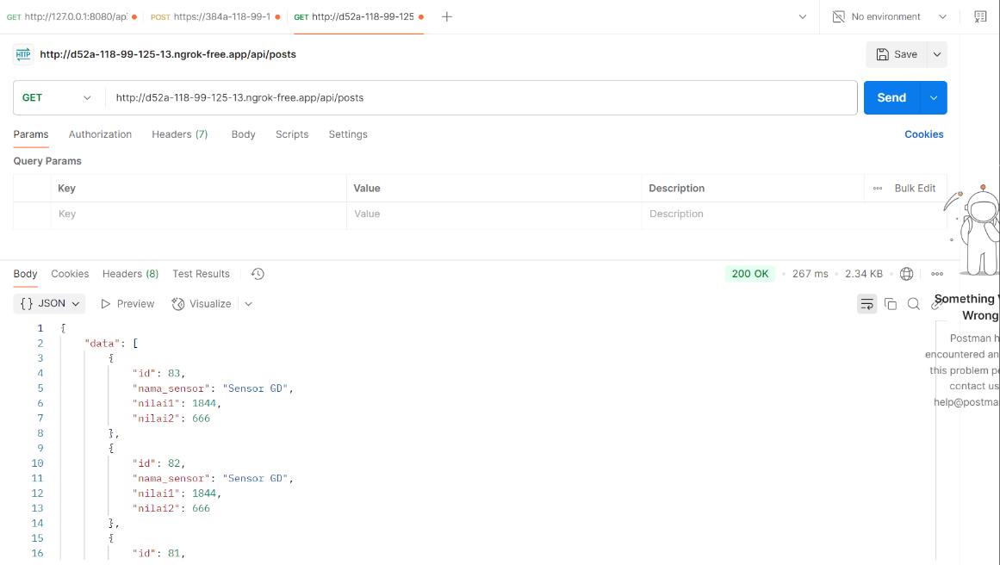 GET http://127.0.0.1:8080/api
POST https://384a-118-99-1
GET http://d52a-118-99-125
No environment
HTTP http://d52a-118-99-125-13.ngrok-free.app/api/posts
Save
GET http://d52a-118-99-125-13.ngrok-free.app/api/posts
Send
Params Authorization Headers (7) Body Scripts Settings Cookies
Query Params
Key Value Description Bulk Edit
Key Value Description
Body Cookies Headers (8) Test Results 200 OK 267 ms 2.34 KB
{} JSON Preview Visualize
1 {
2 "data": [
3 {
4 "id": 83,
5 "nama_sensor": "Sensor GD",
6 "nilai1": 1844,
7 "nilai2": 666
8 },
9 {
10 "id": 82,
11 "nama_sensor": "Sensor GD",
12 "nilai1": 1844,
13 "nilai2": 666
14 },
15 {
16 "id": 81,
Something
Wrong
Postman h
encountered an
this problem pe
contact us
help@postma